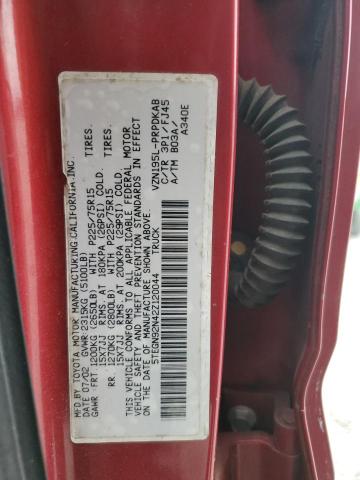 MFD BY TOYOTA MOTOR MANUFACTURING CALIFORNIA, INC.
DATE 07/02 GVWR 2315KG (5100LB)
GAWR FRT 1200KG (2650LB) WITH P225/75R15 TIRES.
15X7JJ RIMS. AT 180KPA (26PSI) COLD.
RR. 1270KG (2800LB) WITH P225/75R15 TIRES.
15X7JJ RIMS. AT 200KPA (29PSI) COLD.
THIS VEHICLE CONFORMS TO ALL APPLICABLE FEDERAL MOTOR
VEHICLE SAFETY AND THEFT PREVENTION STANDARDS IN EFFECT
ON THE DATE OF MANUFACTURE SHOWN ABOVE.
5TEGN92N42Z120044 TRUCK
VZN195L-PRPDKAB
C/TR 3P1/FJ45
A/TM B03A/
A340E